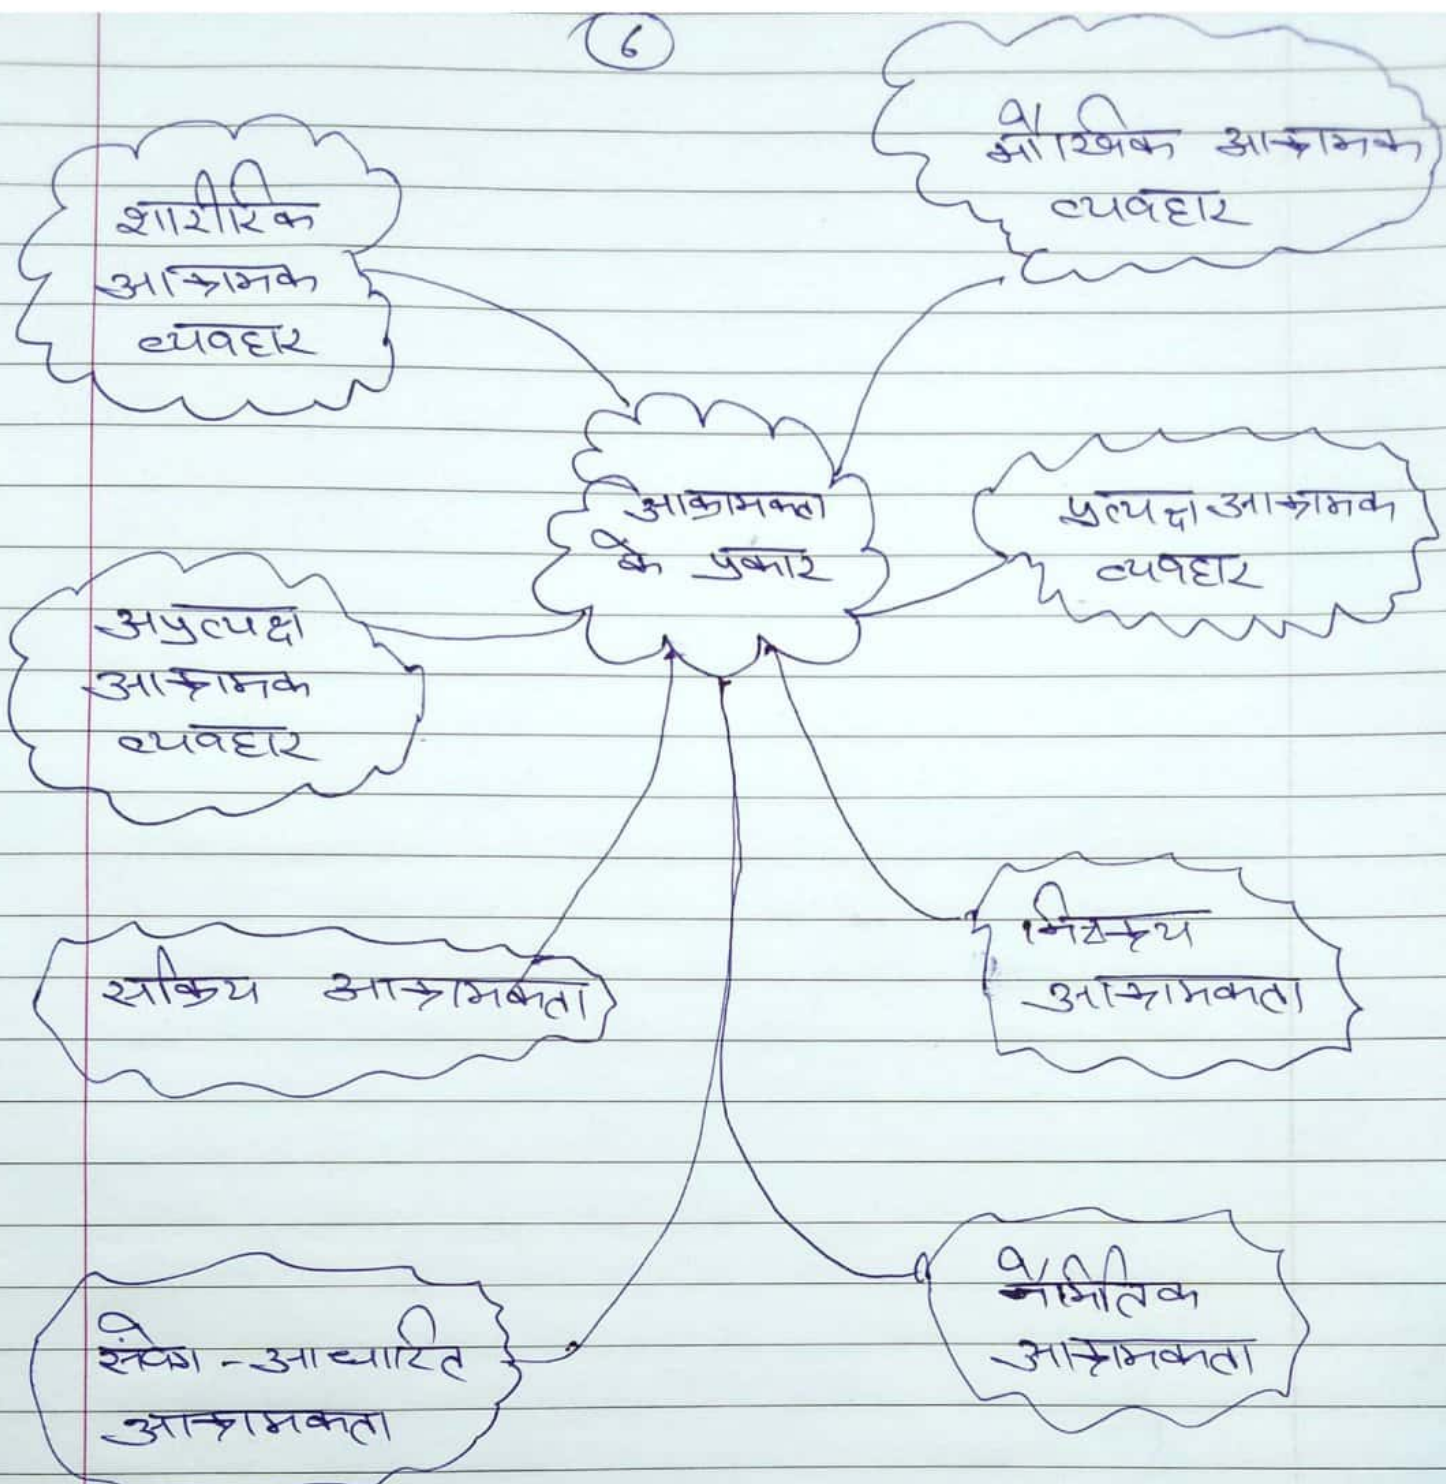 6
मौखिक आक्रामक
व्यवहार
शारीरिक
आक्रामक
व्यवहार
आक्रामकता
के प्रकार
प्रत्यक्ष आक्रामक
व्यवहार
अप्रत्यक्ष
आक्रामक
व्यवहार
सक्रिय आक्रामकता
निष्क्रिय
आक्रामकता
संवेग-आधारित
आक्रामकता
नैमितिक
आक्रामकता